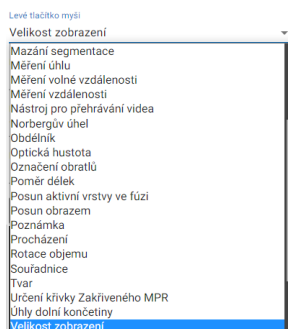 Levé tlačítko myši
Velikost zobrazení
Mazání segmentace
Měření úhlu
Měření volné vzdálenosti
Měření vzdálenosti
Nástroj pro přehrávání videa
Norbergův úhel
Obdélník
Optická hustota
Označení obratlů
Poměr délek
Posun aktivní vrstvy ve fúzi
Posun obrazem
Poznámka
Procházení
Rotace objemu
Souřadnice
Tvar
Určení křivky Zakřiveného MPR
Úhly dolní končetiny
Velikost zobrazení